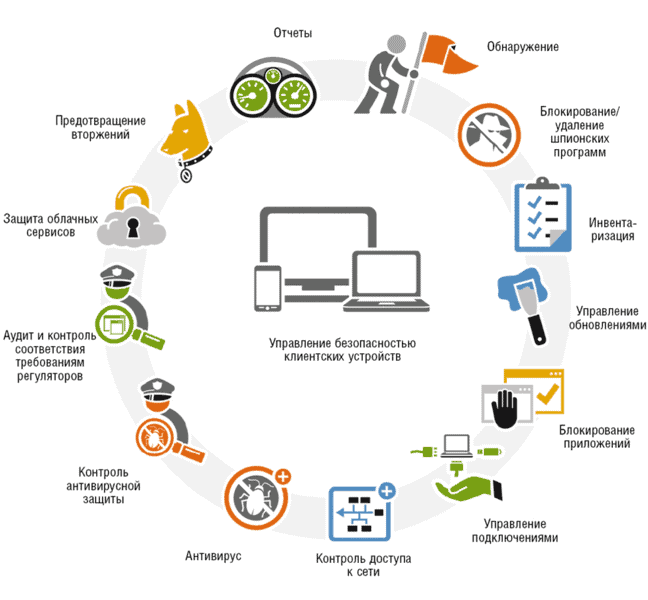 Отчеты
Обнаружение
Блокирование/
удаление
шпионских
программ
Инвента-
ризация
Управление
обновлениями
Блокирование
приложений
Управление
подключениями
Контроль доступа
к сети
Антивирус
Контроль
антивирусной
защиты
Аудит и контроль
соответствия
требованиям
регуляторов
Защита облачных
сервисов
Предотвращение
вторжений
Управление безопасностью
клиентских устройств